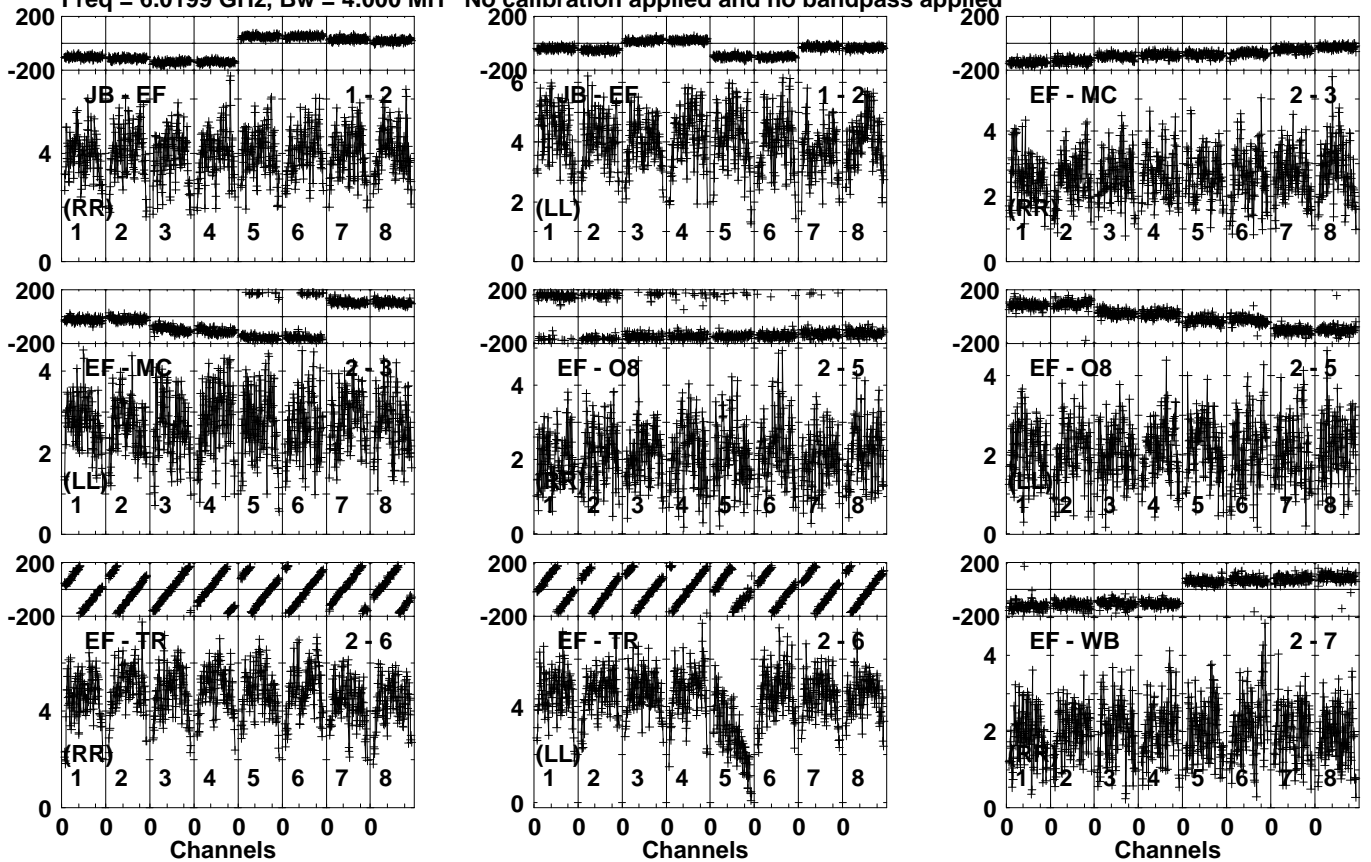 Freq = 6.0199 GHz, Bw = 4.000 MH No calibration applied and no bandpass applied
200 200 200
-200 -200 -200
JB - EF 1 - 2 6 JB - EF 1 - 2 EF - MC 2 - 3
4 4 4
2 2
(RR) (LL) (RR)
1 2 3 4 5 6 7 8 1 2 3 4 5 6 7 8 1 2 3 4 5 6 7 8
0 0 0
200 200 200
-200 -200 -200
EF - MC 2 - 3 EF - O8 2 - 5 EF - O8 2 - 5
4 4 4
2 2 2
(LL) (RR) (LL)
1 2 3 4 5 6 7 8 1 2 3 4 5 6 7 8 1 2 3 4 5 6 7 8
0 0 0
200 200 200
-200 -200 -200
EF - TR 2 - 6 EF - TR 2 - 6 EF - WB 2 - 7
4 4 4
2
(RR) (LL) (RR)
1 2 3 4 5 6 7 8 1 2 3 4 5 6 7 8 1 2 3 4 5 6 7 8
0 0 0
0 0 0 0 0 0 0 0 0 0 0 0 0 0 0 0 0 0 0 0 0 0 0 0
Channels Channels Channels